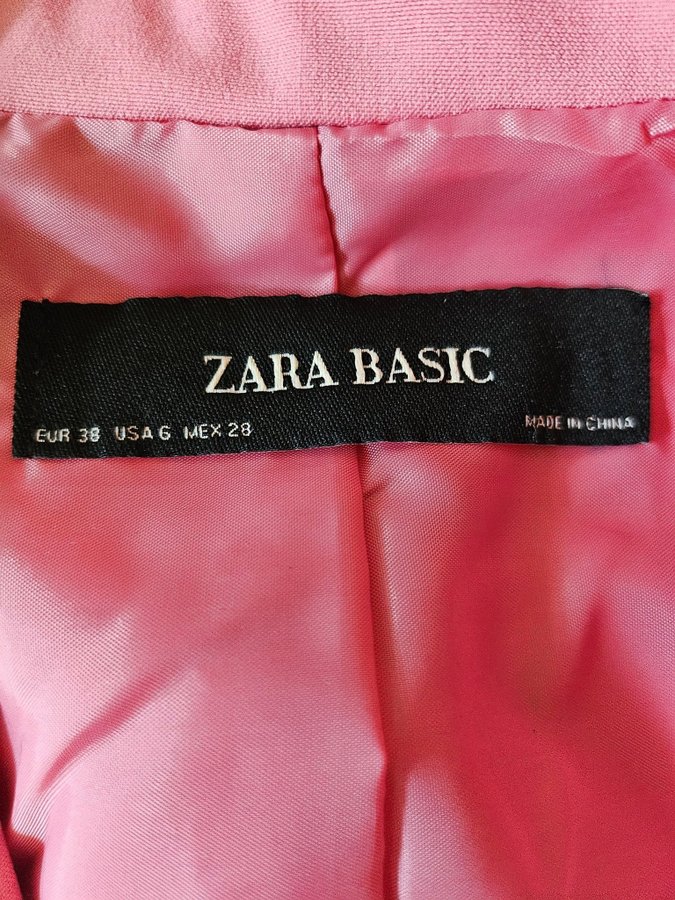 ZARA BASIC
EUR 38 USA 6 MEX 28 MADE IN CHINA